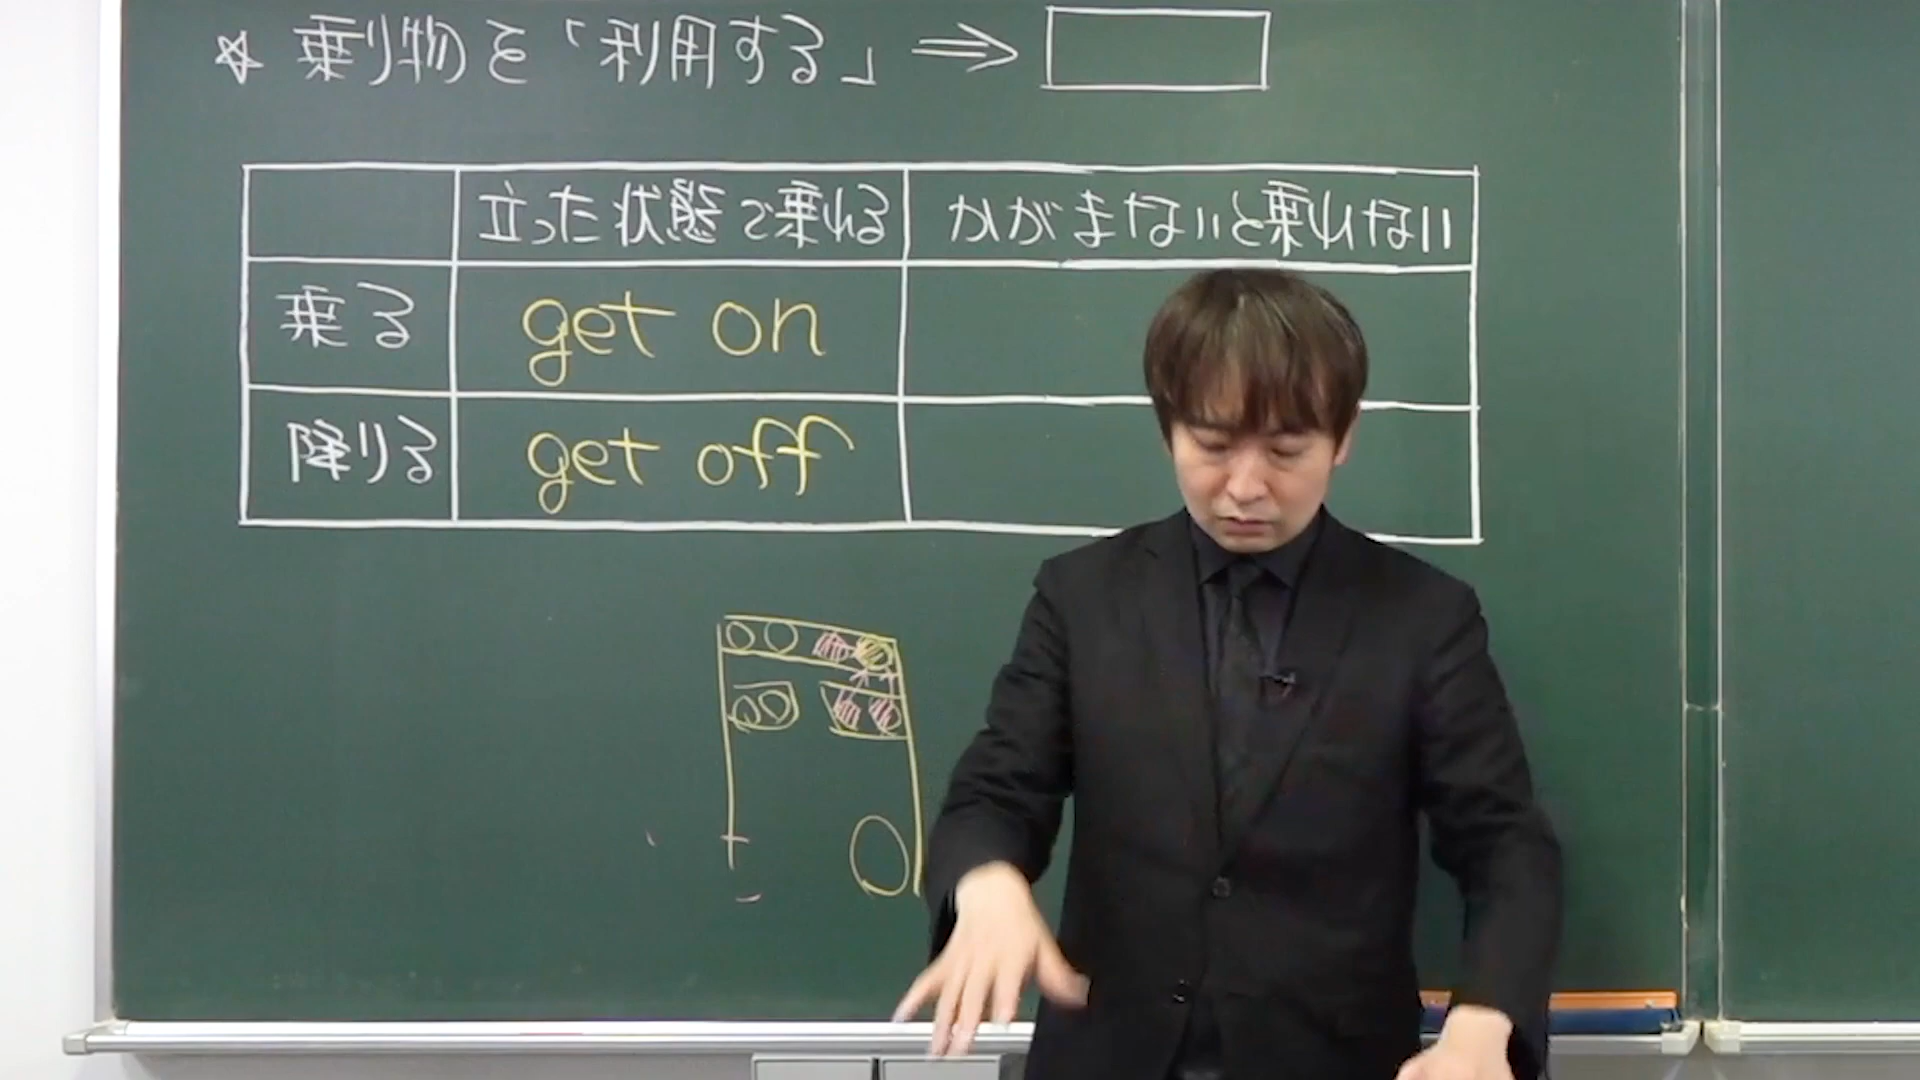 ☆ 乗り物を「利用する」⇒
立った状態で乗れる
かがまないと乗れない
乗る
get on
降りる
get off